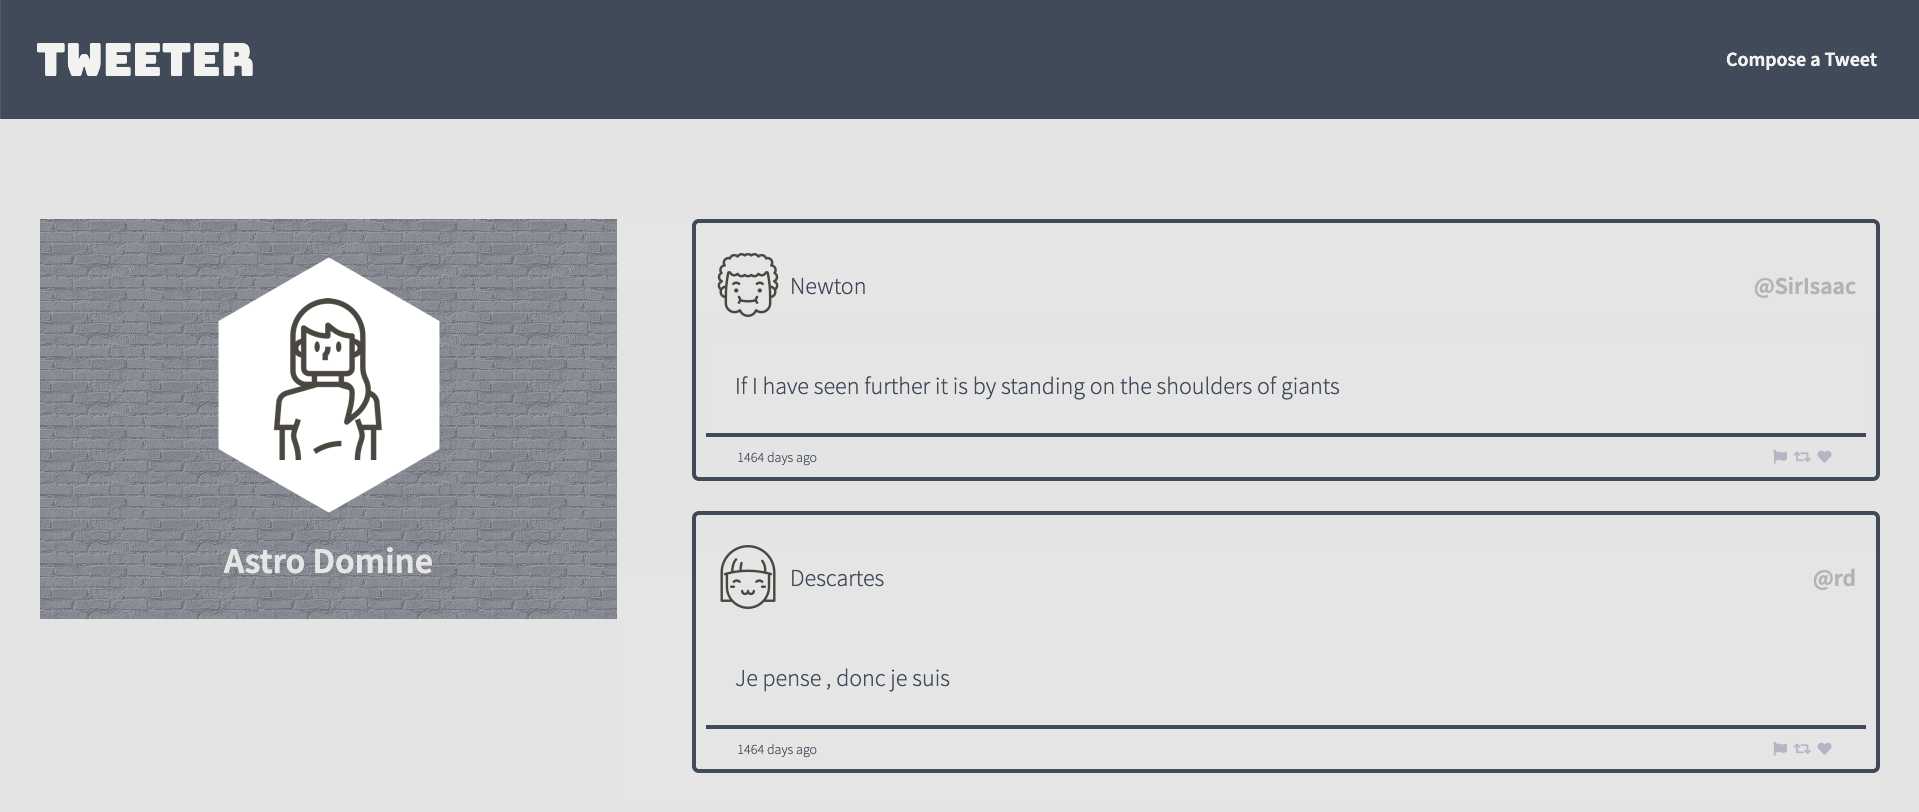 TWEETER
Compose a Tweet
Astro Domine
Newton
@SirIsaac
If I have seen further it is by standing on the shoulders of giants
1464 days ago
Descartes
@rd
Je pense , donc je suis
1464 days ago